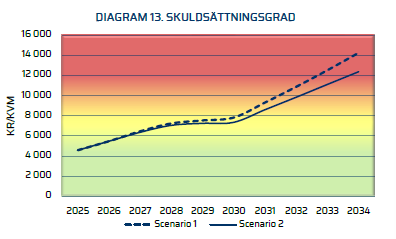 DIAGRAM 13. SKULDSÄTTNINGSGRAD
KR/KVM
16 000
14 000
12 000
10 000
8 000
6 000
4 000
2 000
0
2025 2026 2027 2028 2029 2030 2031 2032 2033 2034
Scenario 1 Scenario 2